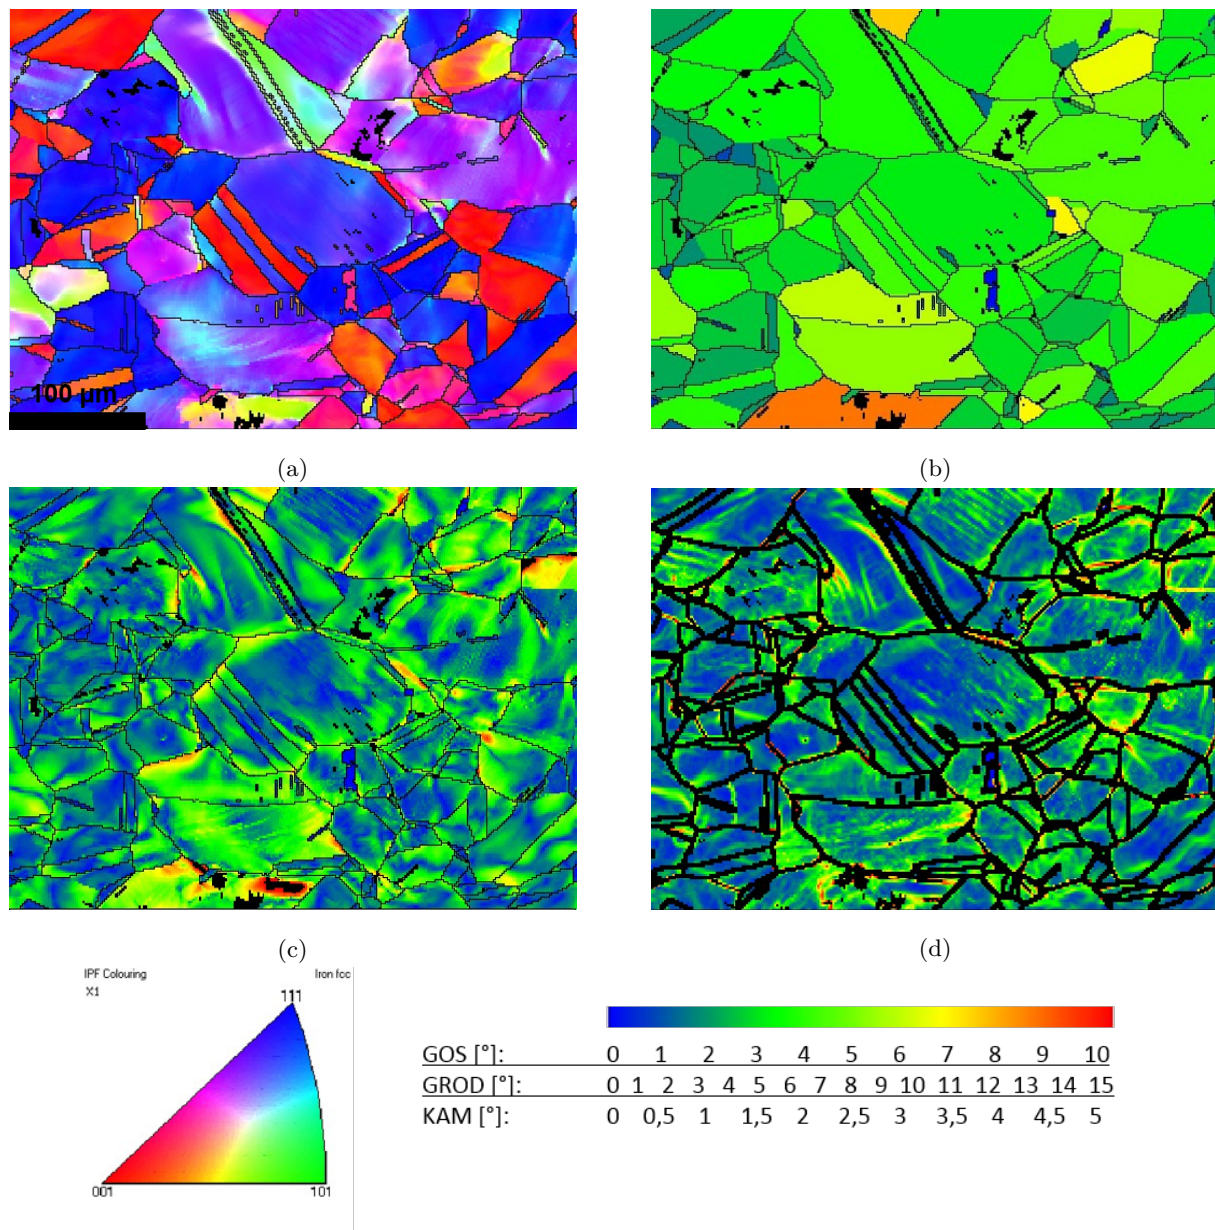 100 µm
(a)
(b)
(c)
(d)
IPF Colouring
Iron fcc
X1
111
001
101
GOS [°]: 0 1 2 3 4 5 6 7 8 9 10
GROD [°]: 0 1 2 3 4 5 6 7 8 9 10 11 12 13 14 15
KAM [°]: 0 0,5 1 1,5 2 2,5 3 3,5 4 4,5 5